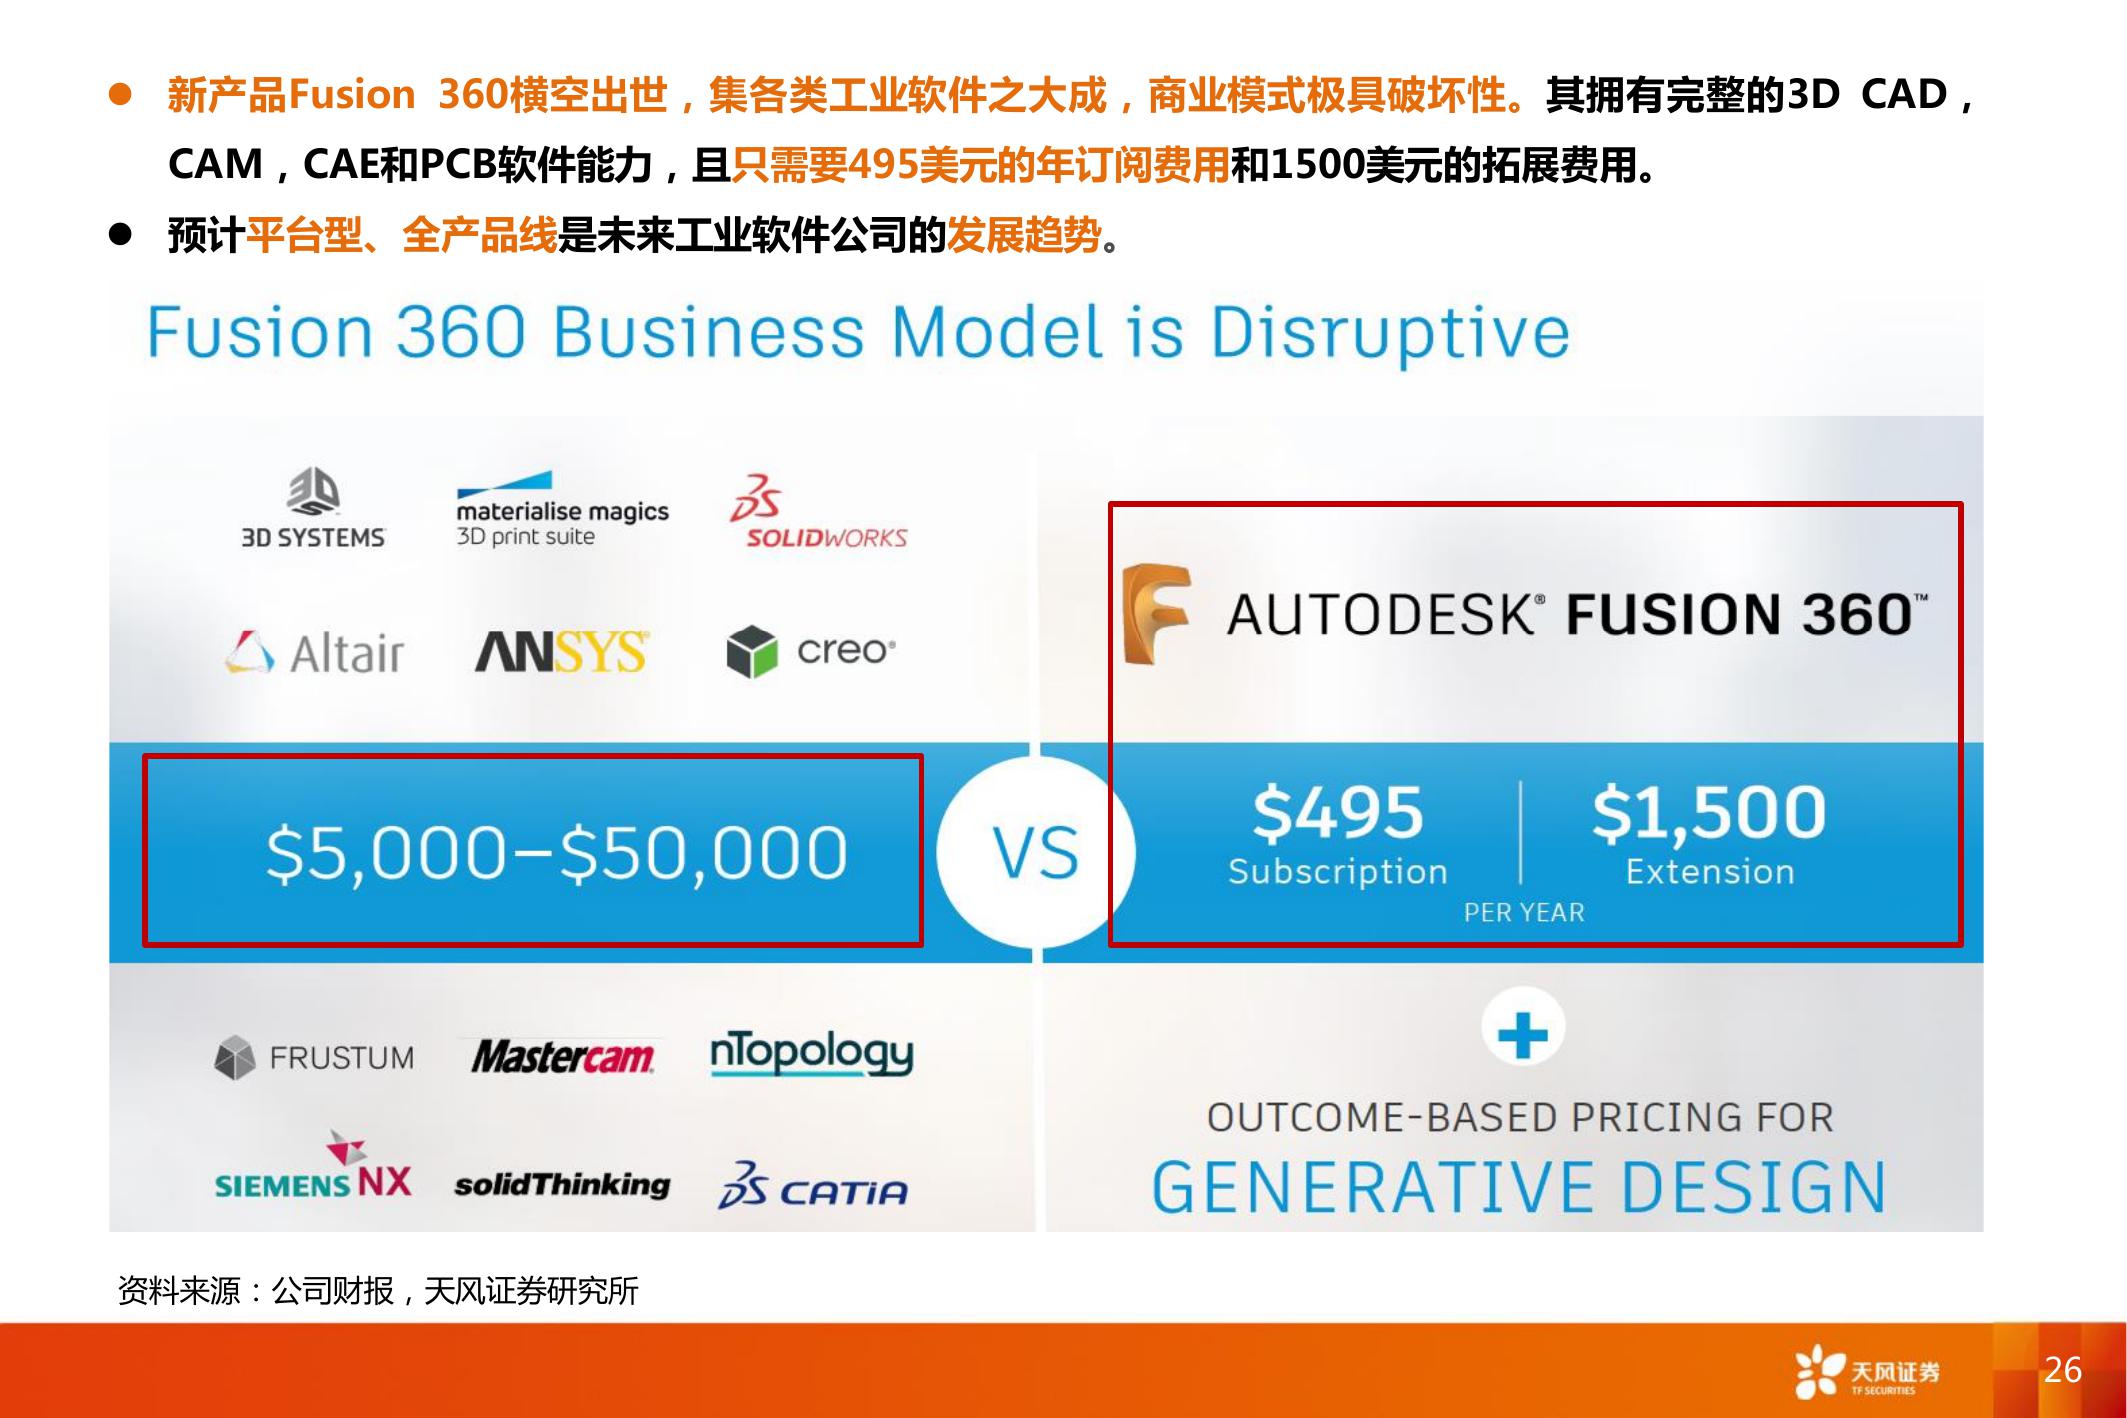 新产品Fusion 360横空出世，集各类工业软件之大成，商业模式极具破坏性。其拥有完整的3D CAD，
CAM，CAE和PCB软件能力，且只需要495美元的年订阅费用和1500美元的拓展费用。
预计平台型、全产品线是未来工业软件公司的发展趋势。
Fusion 360 Business Model is Disruptive
3D SYSTEMS
materialise magics
3D print suite
SOLIDWORKS
Altair
ANSYS
creo
AUTODESK® FUSION 360™
$5,000–$50,000
VS
$495
Subscription
$1,500
Extension
PER YEAR
FRUSTUM
Mastercam
nTopology
SIEMENS NX
solidThinking
CATIA
+
OUTCOME-BASED PRICING FOR
GENERATIVE DESIGN
资料来源：公司财报，天风证券研究所
天风证券
TF SECURITIES
26